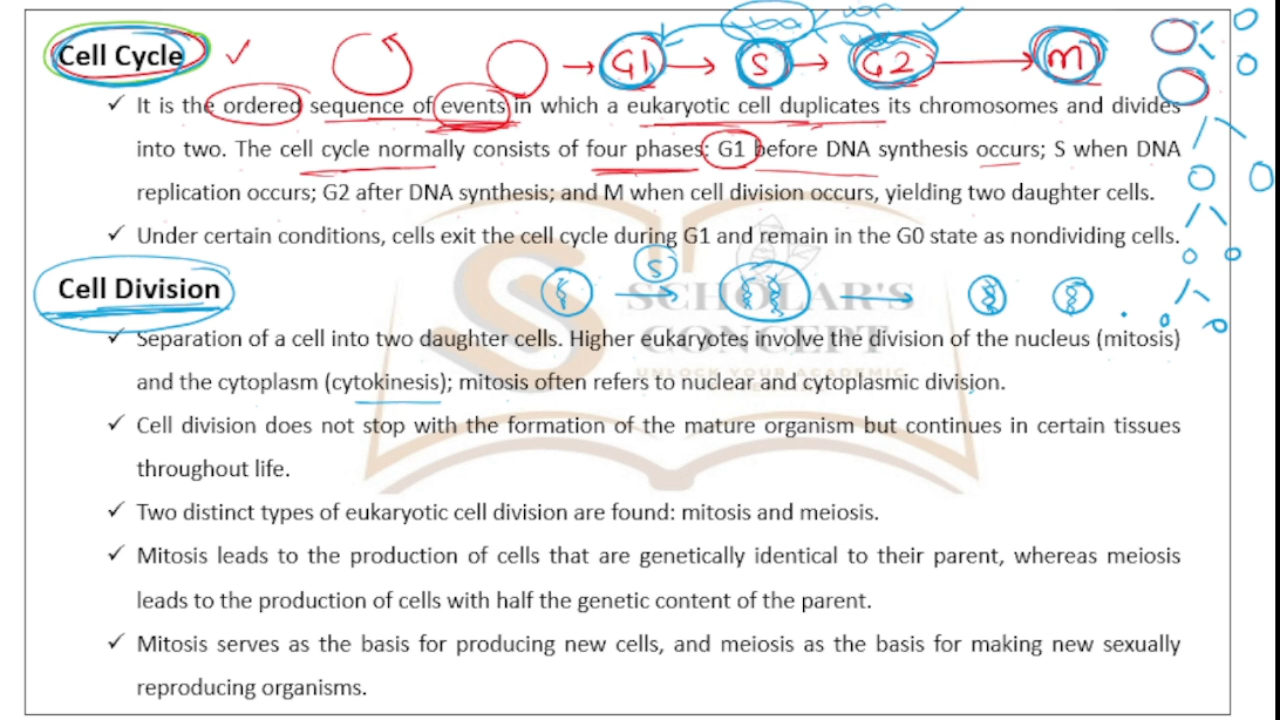 Cell Cycle ✓ → G1 → S → G2 → M
✓ It is the ordered sequence of events in which a eukaryotic cell duplicates its chromosomes and divides
into two. The cell cycle normally consists of four phases: G1 before DNA synthesis occurs; S when DNA
replication occurs; G2 after DNA synthesis; and M when cell division occurs, yielding two daughter cells.
✓ Under certain conditions, cells exit the cell cycle during G1 and remain in the G0 state as nondividing cells.
S
Cell Division
SCHOLAR'S
✓ Separation of a cell into two daughter cells. Higher eukaryotes involve the division of the nucleus (mitosis)
CONCEPT
UNLOCK YOUR ACADEMIC
and the cytoplasm (cytokinesis); mitosis often refers to nuclear and cytoplasmic division.
✓ Cell division does not stop with the formation of the mature organism but continues in certain tissues
throughout life.
✓ Two distinct types of eukaryotic cell division are found: mitosis and meiosis.
✓ Mitosis leads to the production of cells that are genetically identical to their parent, whereas meiosis
leads to the production of cells with half the genetic content of the parent.
✓ Mitosis serves as the basis for producing new cells, and meiosis as the basis for making new sexually
reproducing organisms.